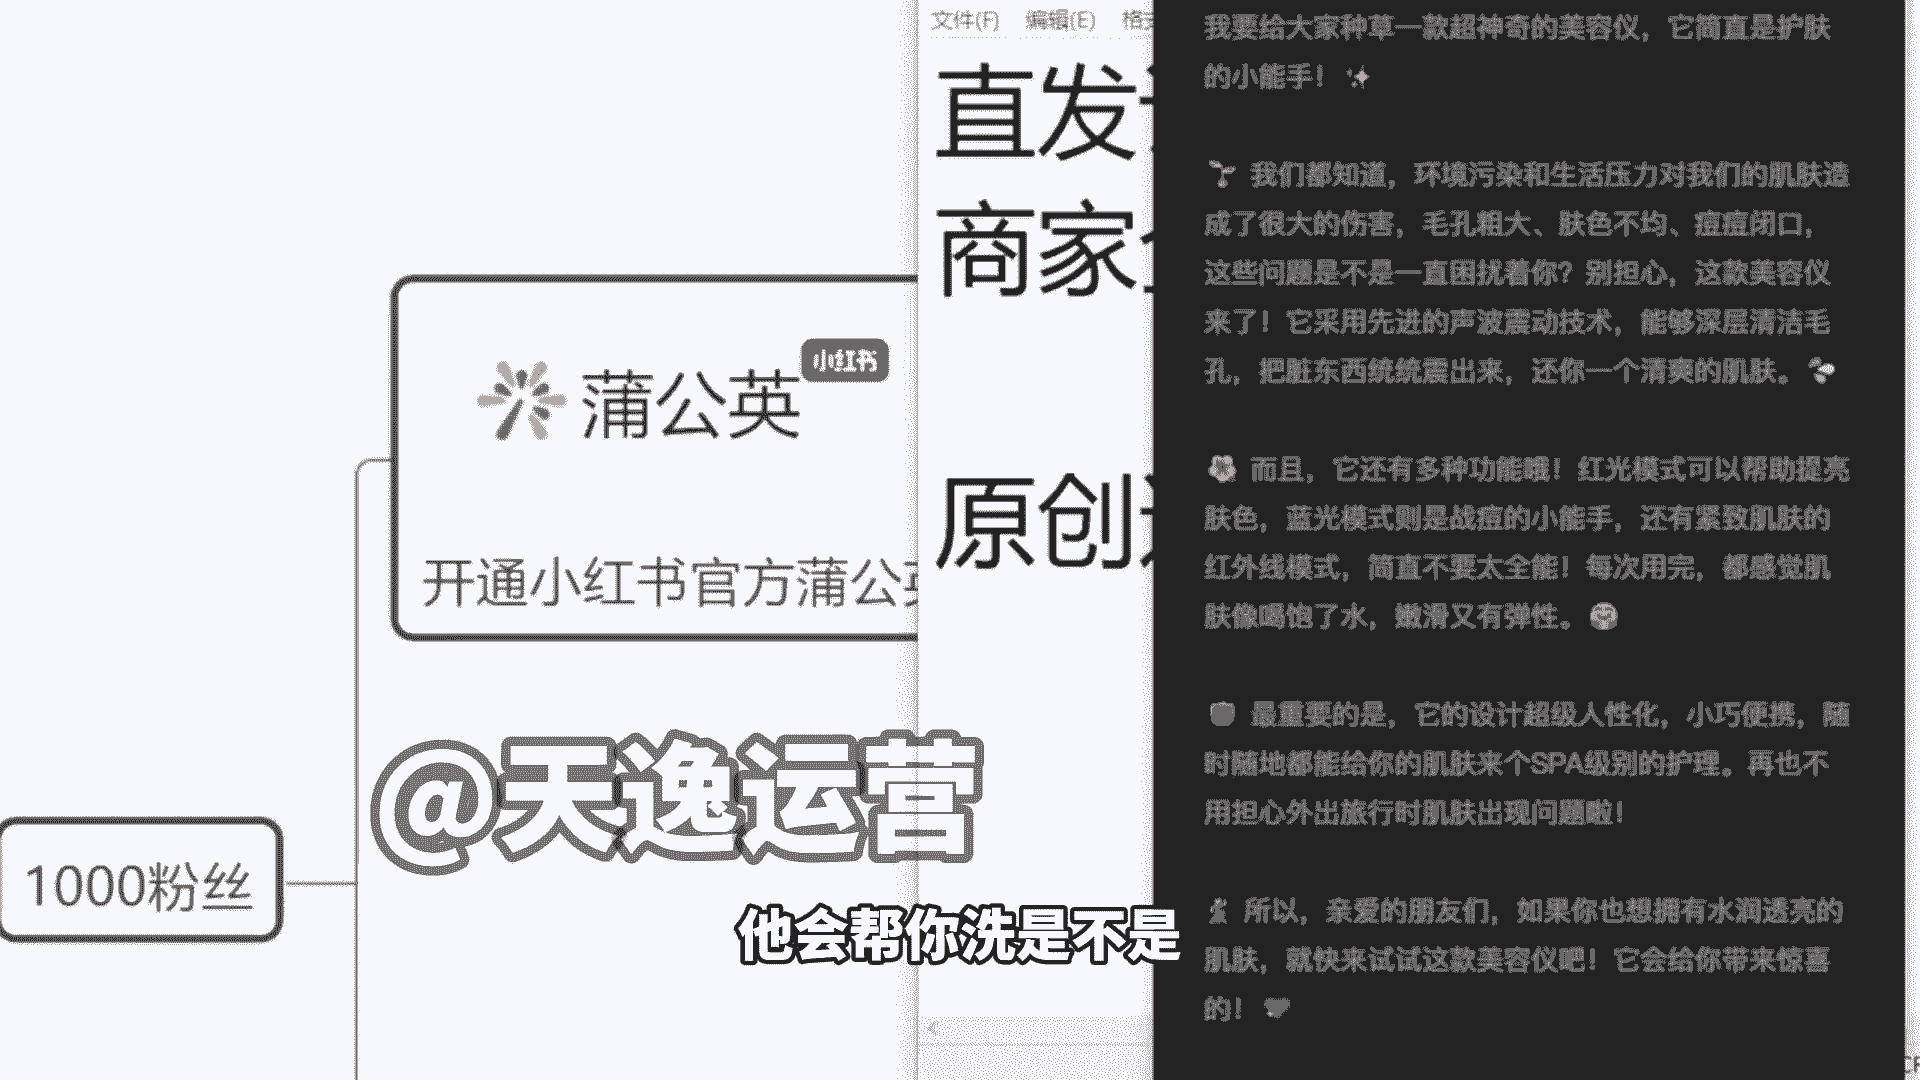 小红书
蒲公英
开通小红书官方蒲公
1000粉丝
文件(F) 编辑(E) 格
直发
商家
原创
我要给大家种草一款超神奇的美容仪，它简直是护肤
的小能手！✨
🌱 我们都知道，环境污染和生活压力对我们的肌肤造
成了很大的伤害，毛孔粗大、肤色不均、痘痘闭口，
这些问题是不是一直困扰着你？别担心，这款美容仪
来了！它采用先进的声波震动技术，能够深层清洁毛
孔，把脏东西统统震出来，还你一个清爽的肌肤。💦
🌸 而且，它还有多种功能哦！红光模式可以帮助提亮
肤色，蓝光模式则是战痘的小能手，还有紧致肌肤的
红外线模式，简直不要太全能！每次用完，都感觉肌
肤像喝饱了水，嫩滑又有弹性。😊
最重要的是，它的设计超级人性化，小巧便携，随
时随地都能给你的肌肤来个SPA级别的护理。再也不
用担心外出旅行时肌肤出现问题啦！
所以，亲爱的朋友们，如果你也想拥有水润透亮的
肌肤，就快来试试这款美容仪吧！它会给你带来惊喜
的！
@天逸运营
他会帮你洗是不是